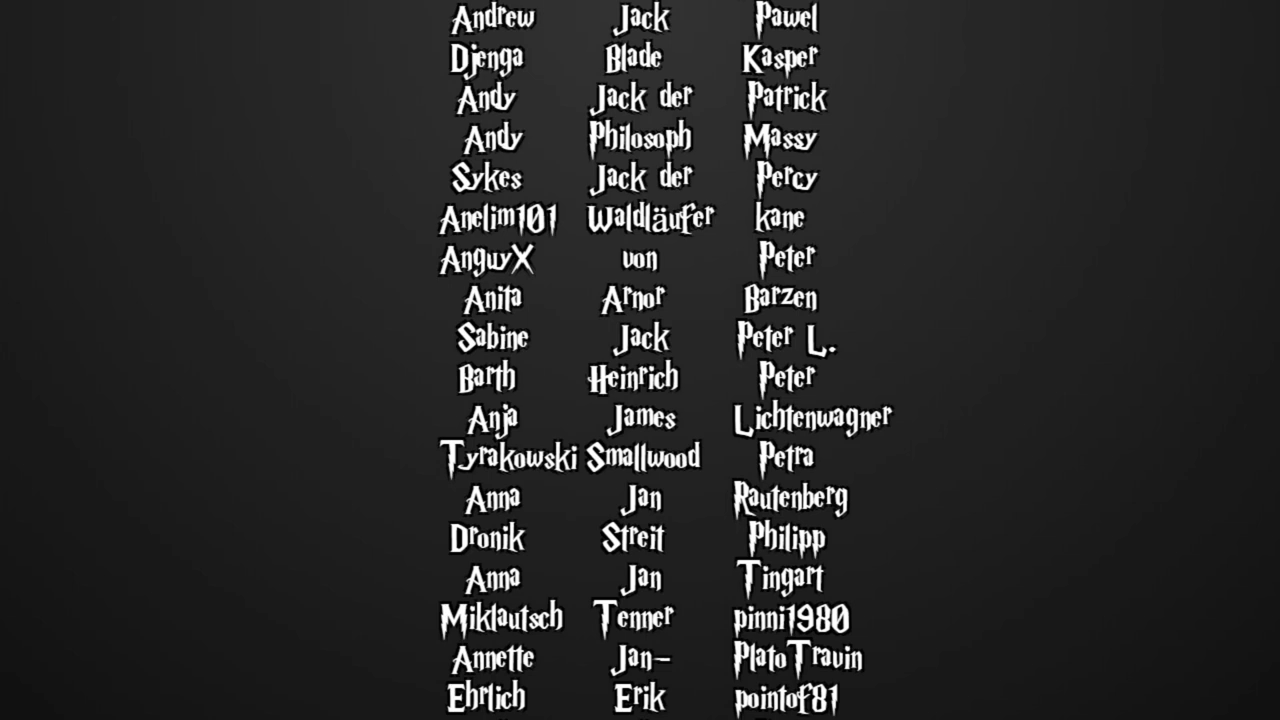 Andrew Jack Pawel
Djenga Blade Kasper
Andy Jack der Patrick
Andy Philosoph Massy
Sykes Jack der Percy
Anelim101 Waldläufer kane
AnguyX von Peter
Anita Arnor Barzen
Sabine Jack Peter L.
Barth Heinrich Peter
Anja James Lichtenwagner
Tyrakowski Smallwood Petra
Anna Jan Rautenberg
Dronik Streit Philipp
Anna Jan Tingart
Miklautsch Tenner pinni1980
Annette Jan- PlatoTravin
Ehrlich Erik pointof81